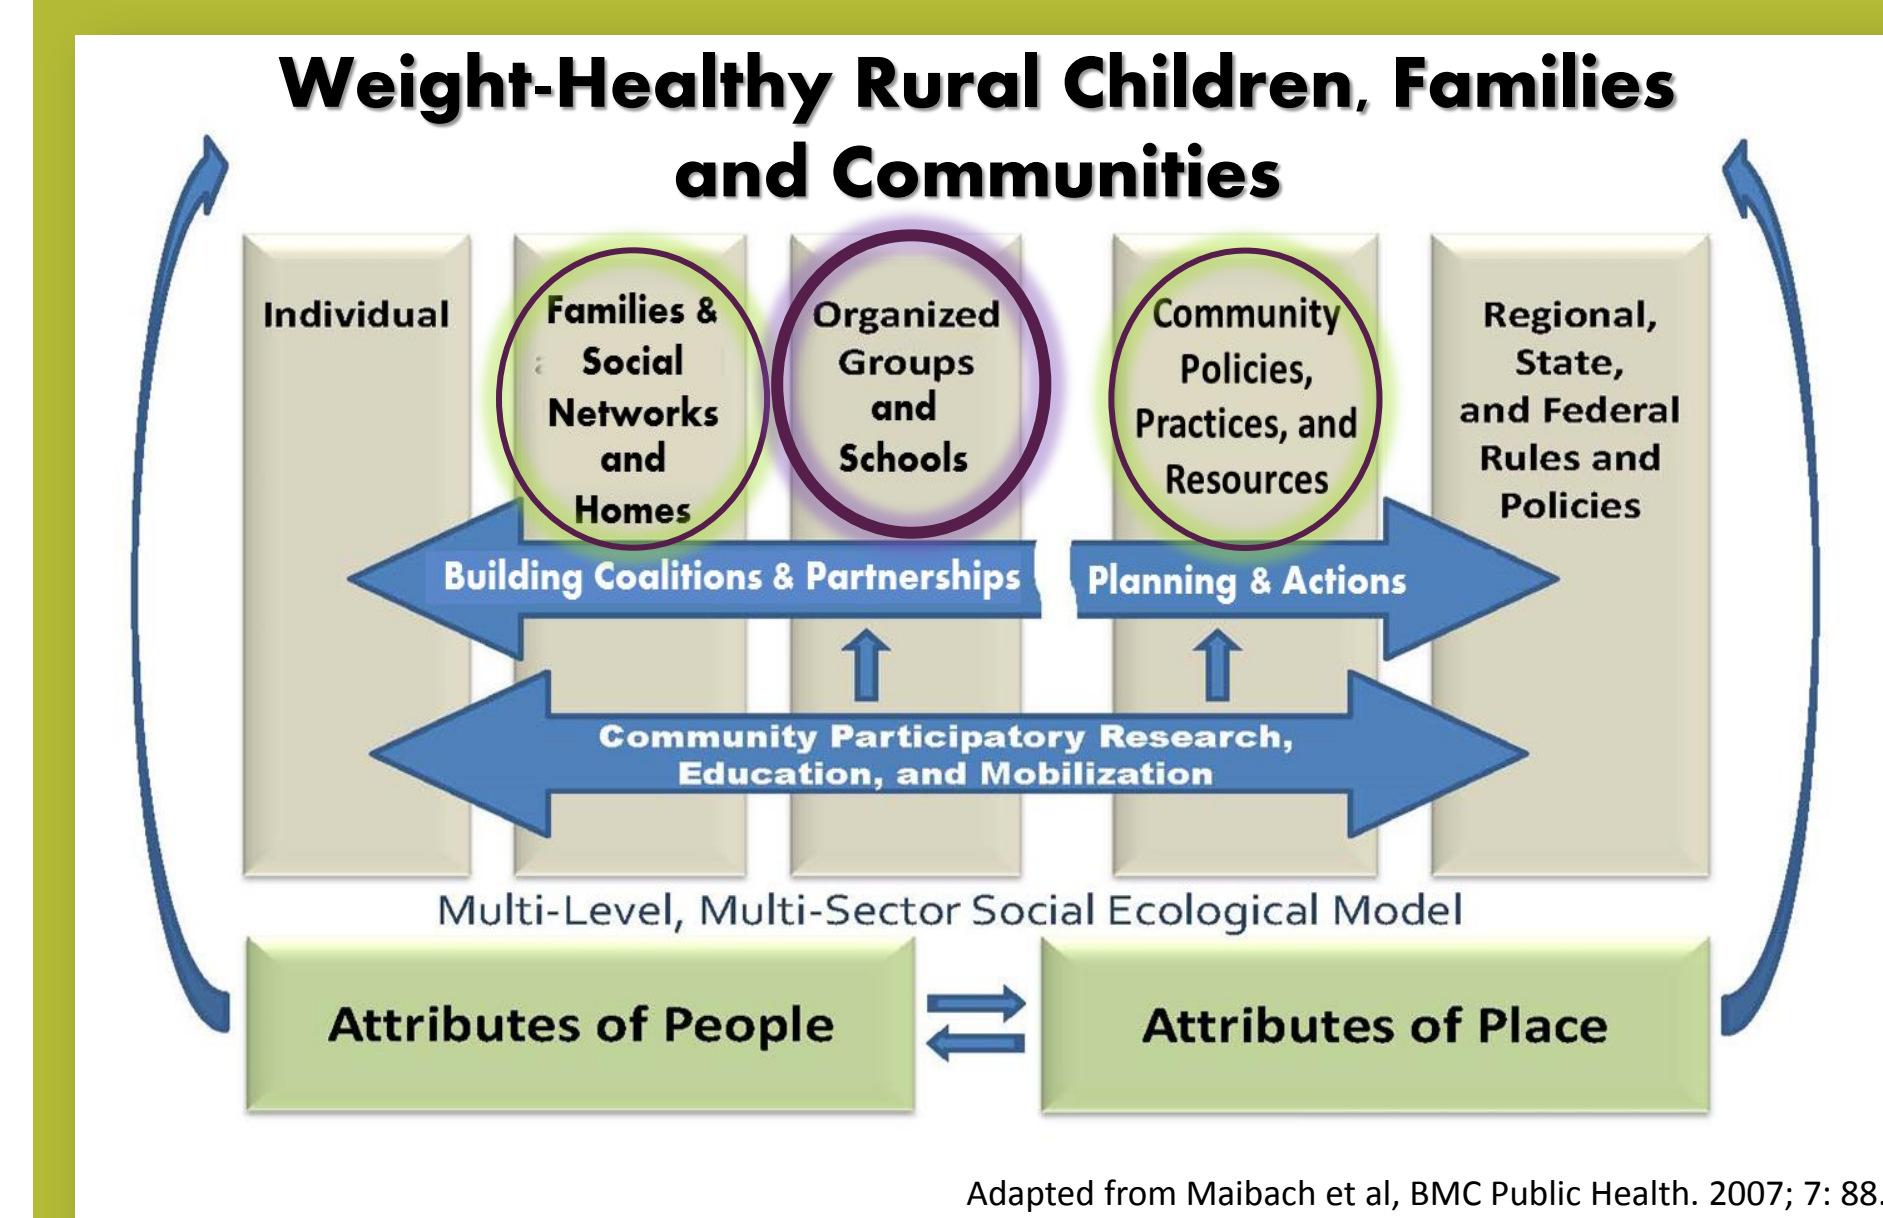 Weight-Healthy Rural Children, Families
and Communities
Individual
Families &
Social
Networks
and
Homes
Organized
Groups
and
Schools
Community
Policies,
Practices, and
Resources
Regional,
State,
and Federal
Rules and
Policies
Building Coalitions & Partnerships
Planning & Actions
Community Participatory Research,
Education, and Mobilization
Multi-Level, Multi-Sector Social Ecological Model
Attributes of People
Attributes of Place
Adapted from Maibach et al, BMC Public Health. 2007; 7: 88.